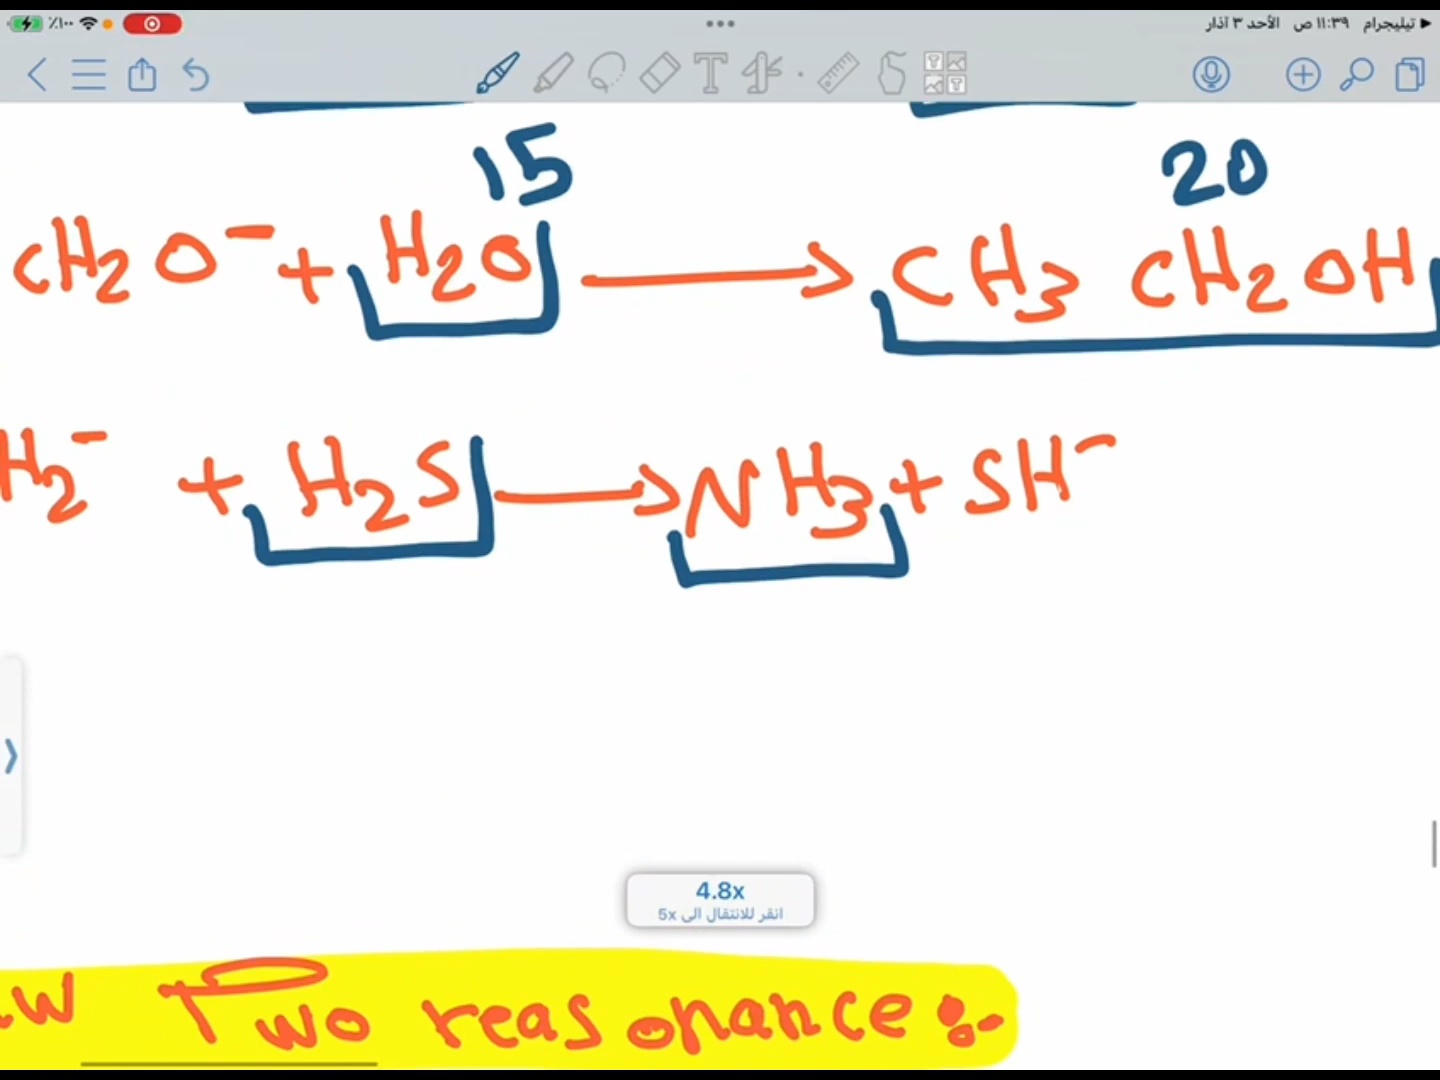 ٪١٠٠ ◀ تيليجرام ١١:٣٩ ص الأحد ٣ آذار
15 20
CH2O⁻ + H2O → CH3 CH2OH
H2⁻ + H2S → NH3 + SH⁻
4.8x
انقر للانتقال الى 5x
Two reasonance :-